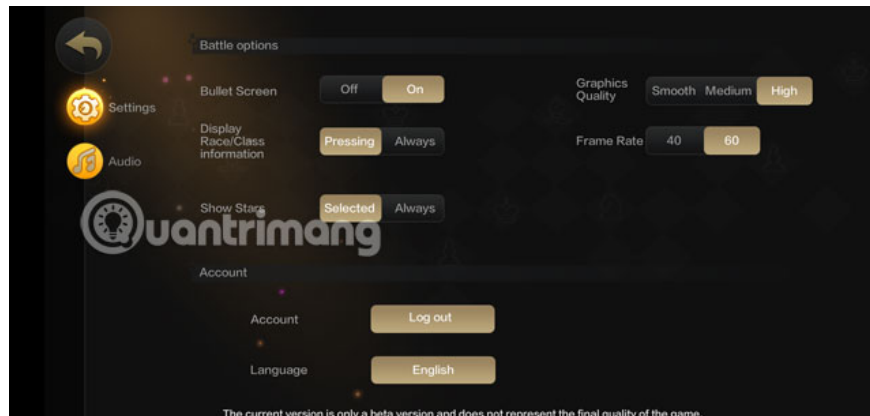 Battle options
Bullet Screen Off On
Graphics
Quality Smooth Medium High
Settings
Display
Race/Class
information Pressing Always
Frame Rate 40 60
Audio
Show Stars Selected Always
Quantrimang
Account
Account Log out
Language English
The current version is only a beta version and does not represent the final quality of the game